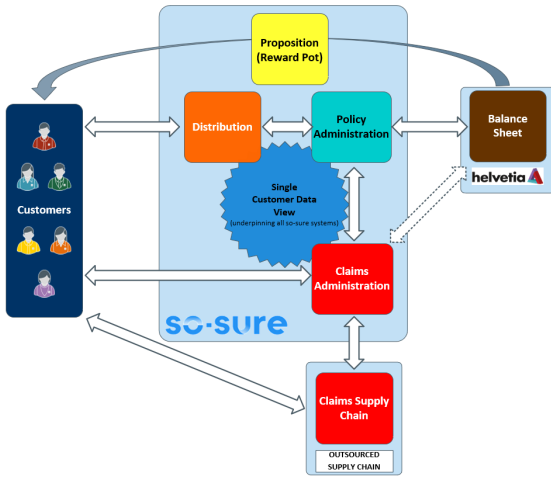 Proposition
(Reward Pot)
Distribution
Policy
Administration
Balance
Sheet
helvetia
Single
Customer Data
View
(underpinning all so-sure systems)
Customers
Claims
Administration
so-sure
Claims Supply
Chain
OUTSOURCED
SUPPLY CHAIN